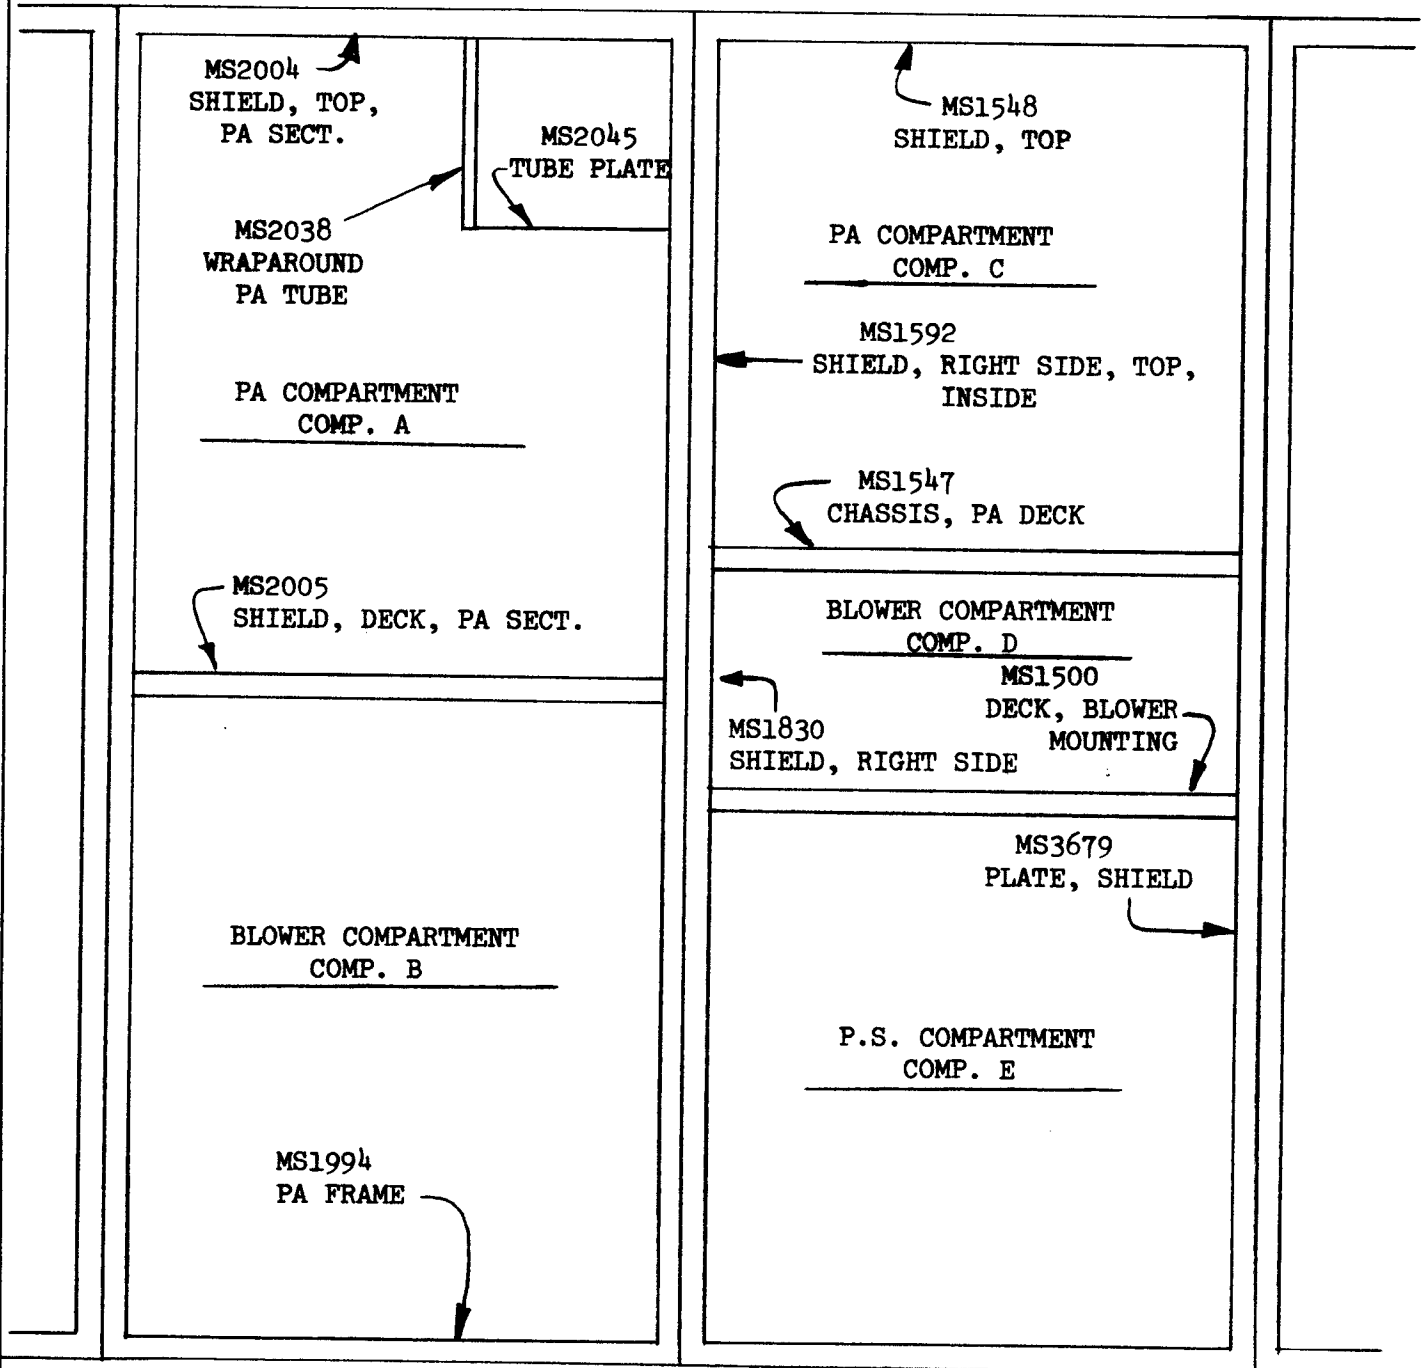 MS2004
SHIELD, TOP,
PA SECT.
MS2045
TUBE PLATE
MS2038
WRAPAROUND
PA TUBE
PA COMPARTMENT
COMP. A
MS2005
SHIELD, DECK, PA SECT.
BLOWER COMPARTMENT
COMP. B
MS1994
PA FRAME
MS1548
SHIELD, TOP
PA COMPARTMENT
COMP. C
MS1592
SHIELD, RIGHT SIDE, TOP,
INSIDE
MS1547
CHASSIS, PA DECK
BLOWER COMPARTMENT
COMP. D
MS1500
DECK, BLOWER
MOUNTING
MS1830
SHIELD, RIGHT SIDE
MS3679
PLATE, SHIELD
P.S. COMPARTMENT
COMP. E